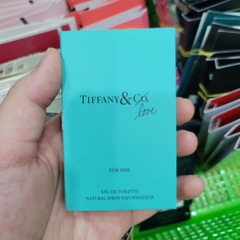 TIFFANY & CO.
love
FOR HIM
EAU DE TOILETTE
NATURAL SPRAY VAPORISATEUR